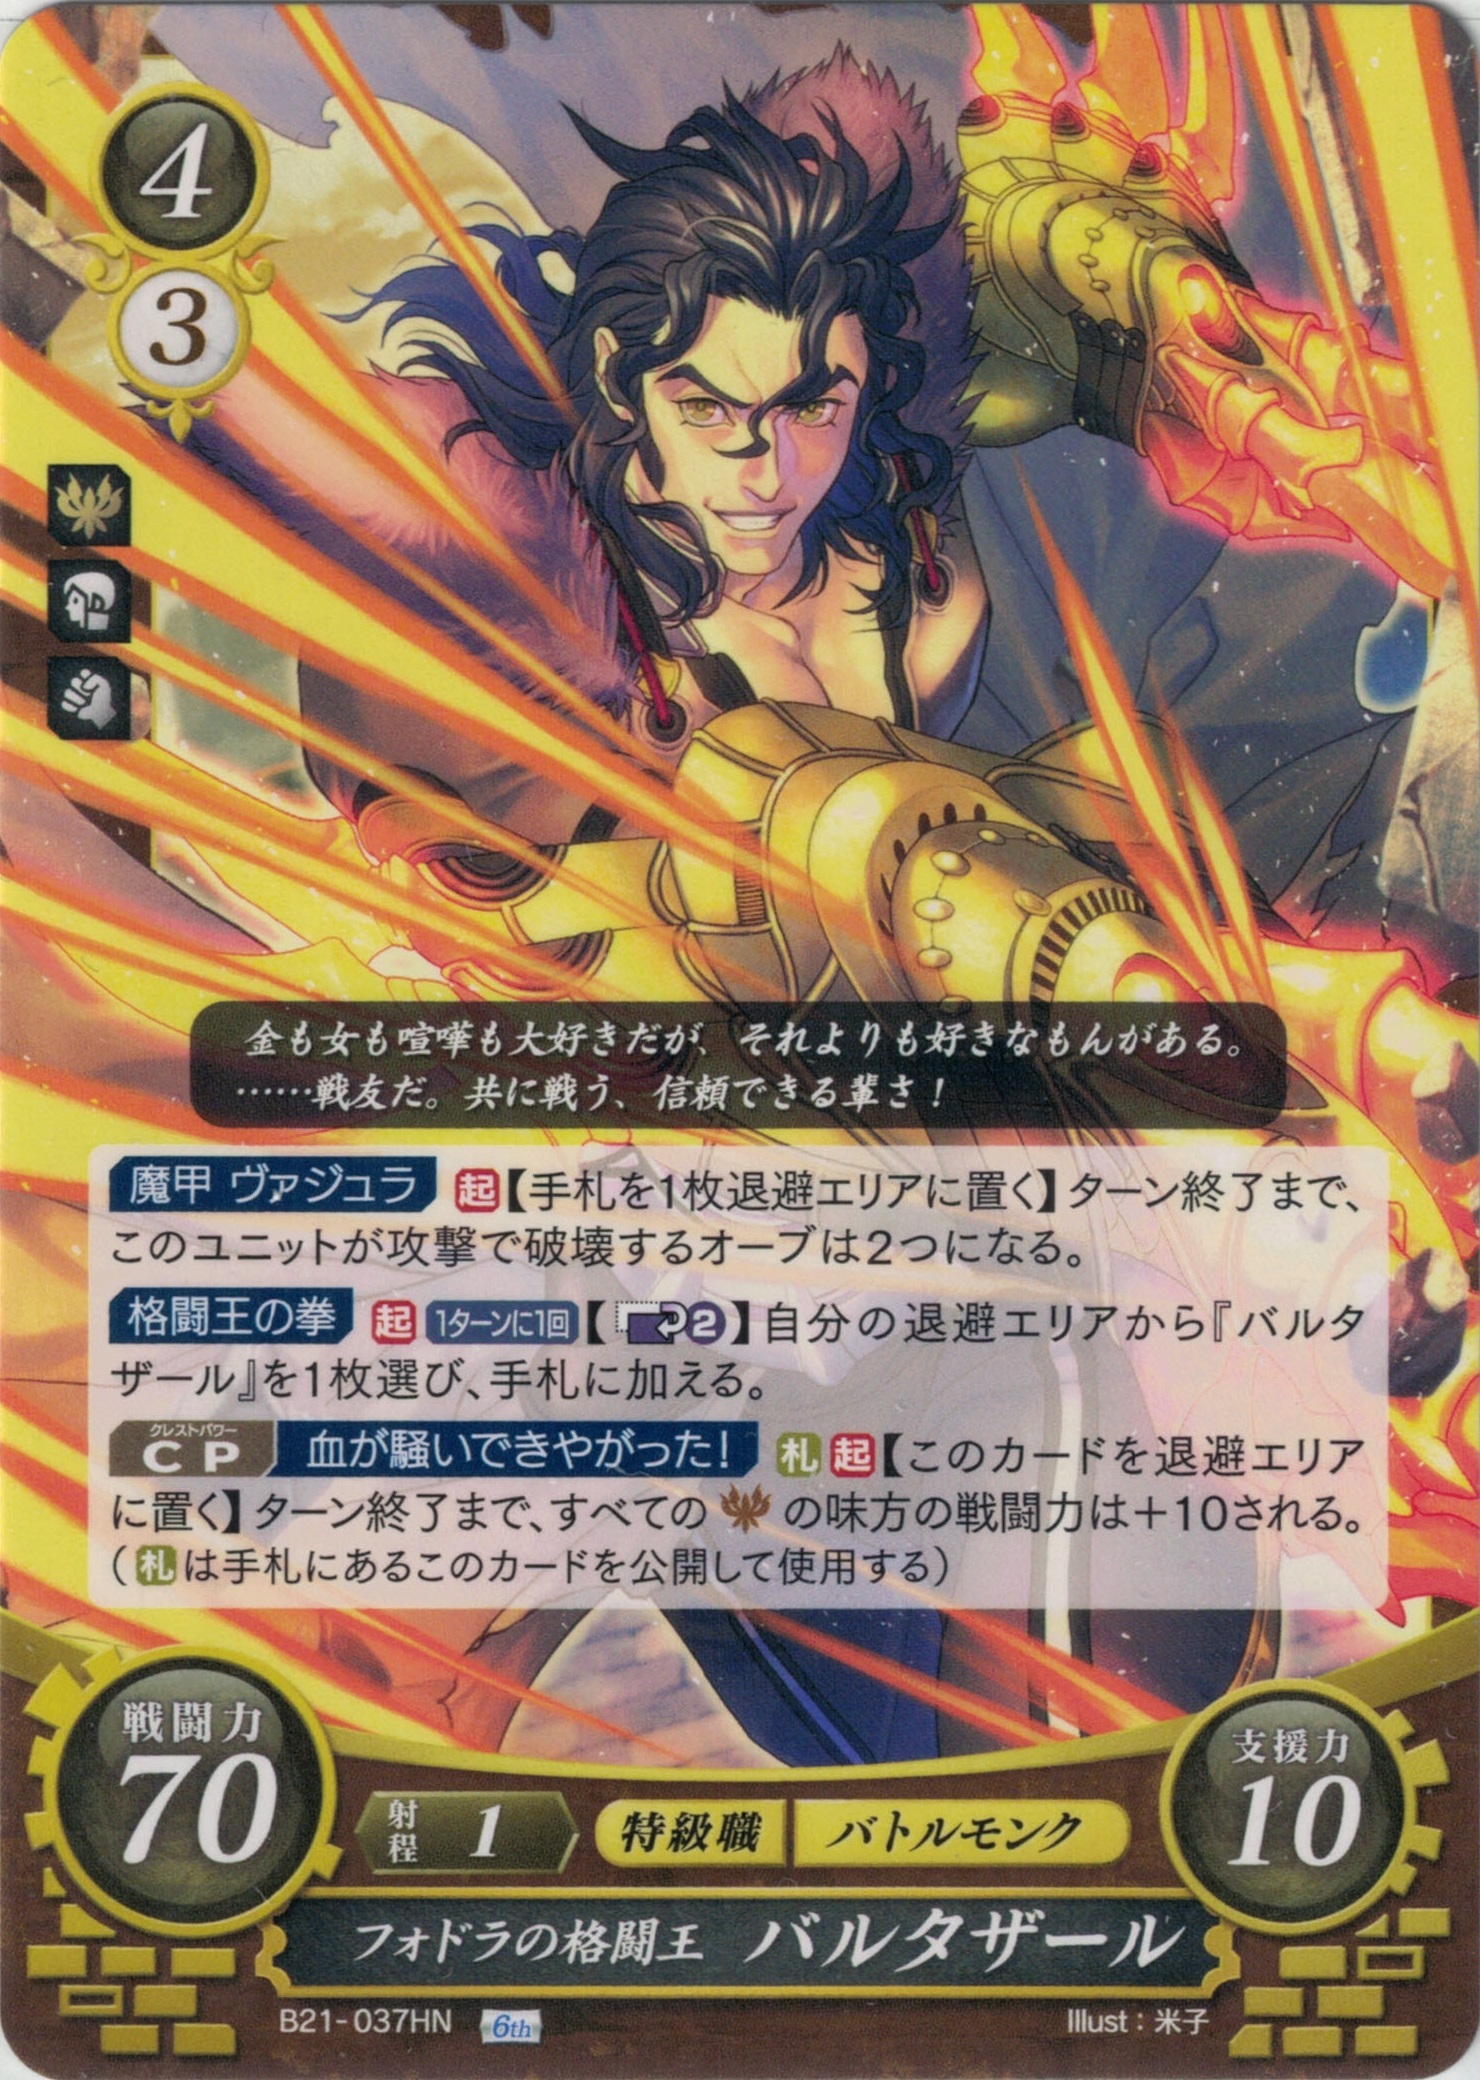 4
3
金も女も喧嘩も大好きだが、それよりも好きなもんがある。
……戦友だ。共に戦う、信頼できる輩さ！
魔甲 ヴァジュラ 起【手札を1枚退避エリアに置く】ターン終了まで、
このユニットが攻撃で破壊するオーブは2つになる。
格闘王の拳 起 1ターンに1回【2】自分の退避エリアから『バルタ
ザール』を1枚選び、手札に加える。
クレストパワー
CP 血が騒いできやがった！ 札 起【このカードを退避エリア
に置く】ターン終了まで、すべての の味方の戦闘力は＋10される。
（札は手札にあるこのカードを公開して使用する）
戦闘力
70
射程 1
特級職 バトルモンク
支援力
10
フォドラの格闘王 バルタザール
B21-037HN 6th
Illust：米子